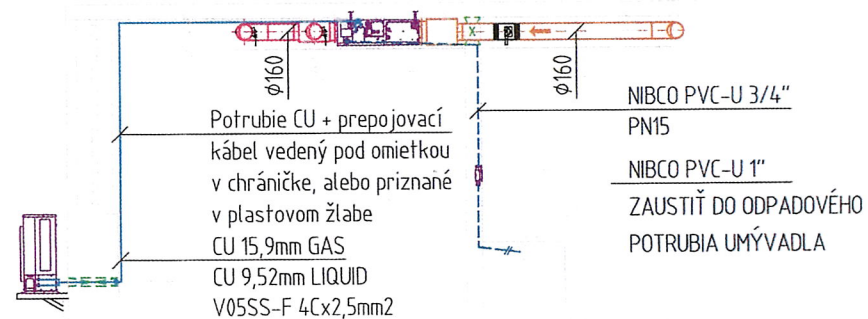 ø160
ø160
Potrubie CU + prepojovací
kábel vedený pod omietkou
v chráničke, alebo priznané
v plastovom žlabe
CU 15,9mm GAS
CU 9,52mm LIQUID
V05SS-F 4Cx2,5mm2
NIBCO PVC-U 3/4"
PN15
NIBCO PVC-U 1"
ZAUSTIŤ DO ODPADOVÉHO
POTRUBIA UMÝVADLA